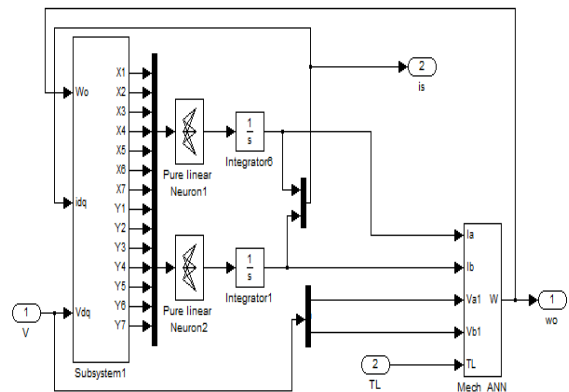 Wo
idq
Vdq
X1
X2
X3
X4
X5
X6
X7
Y1
Y2
Y3
Y4
Y5
Y6
Y7
Subsystem1
1
V
Pure linear
Neuron1
1
s
Integrator6
Pure linear
Neuron2
1
s
Integrator1
2
is
Ia
Ib
Va1
Vb1
TL
W
Mech_ANN
2
TL
1
wo